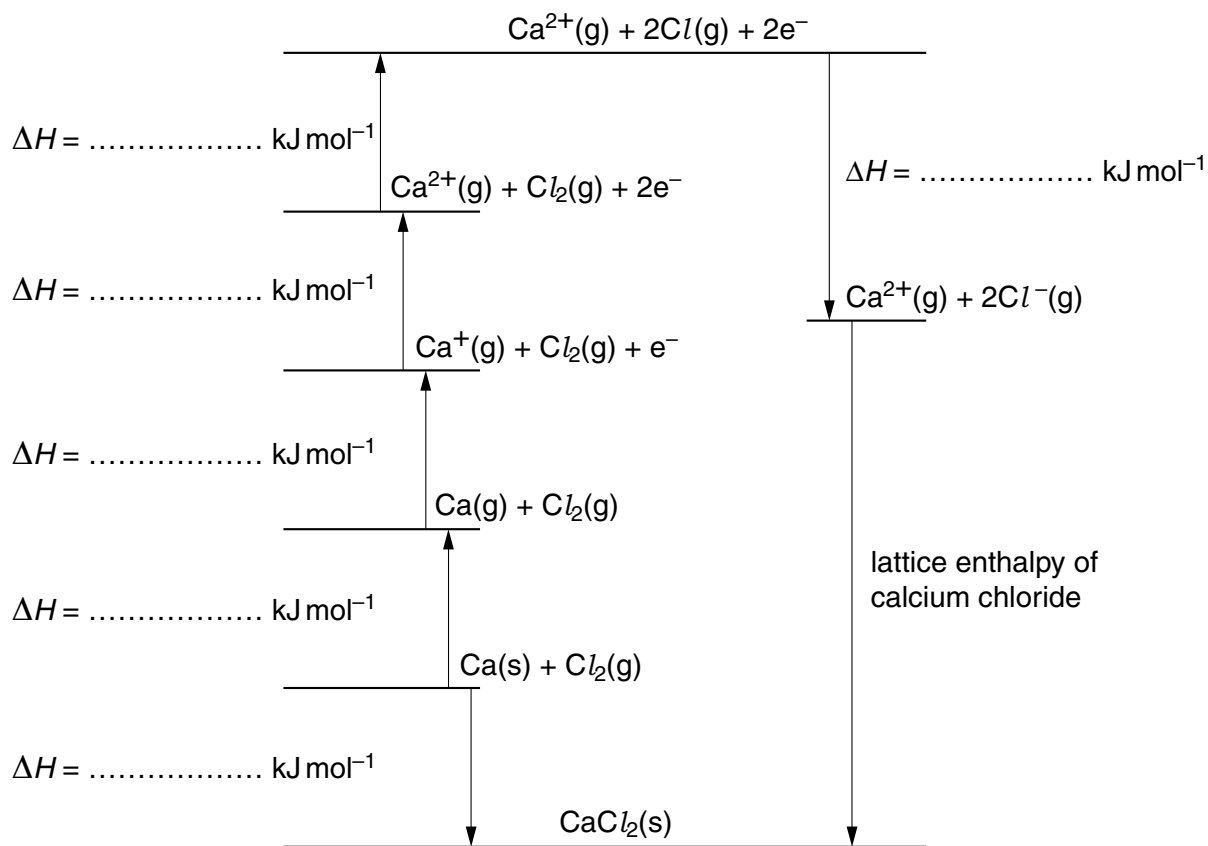 Ca²⁺(g) + 2Cl(g) + 2e⁻
ΔH = .................. kJ mol⁻¹
ΔH = .................. kJ mol⁻¹
Ca²⁺(g) + Cl₂(g) + 2e⁻
ΔH = .................. kJ mol⁻¹
Ca²⁺(g) + 2Cl⁻(g)
Ca⁺(g) + Cl₂(g) + e⁻
ΔH = .................. kJ mol⁻¹
Ca(g) + Cl₂(g)
lattice enthalpy of
calcium chloride
ΔH = .................. kJ mol⁻¹
Ca(s) + Cl₂(g)
ΔH = .................. kJ mol⁻¹
CaCl₂(s)